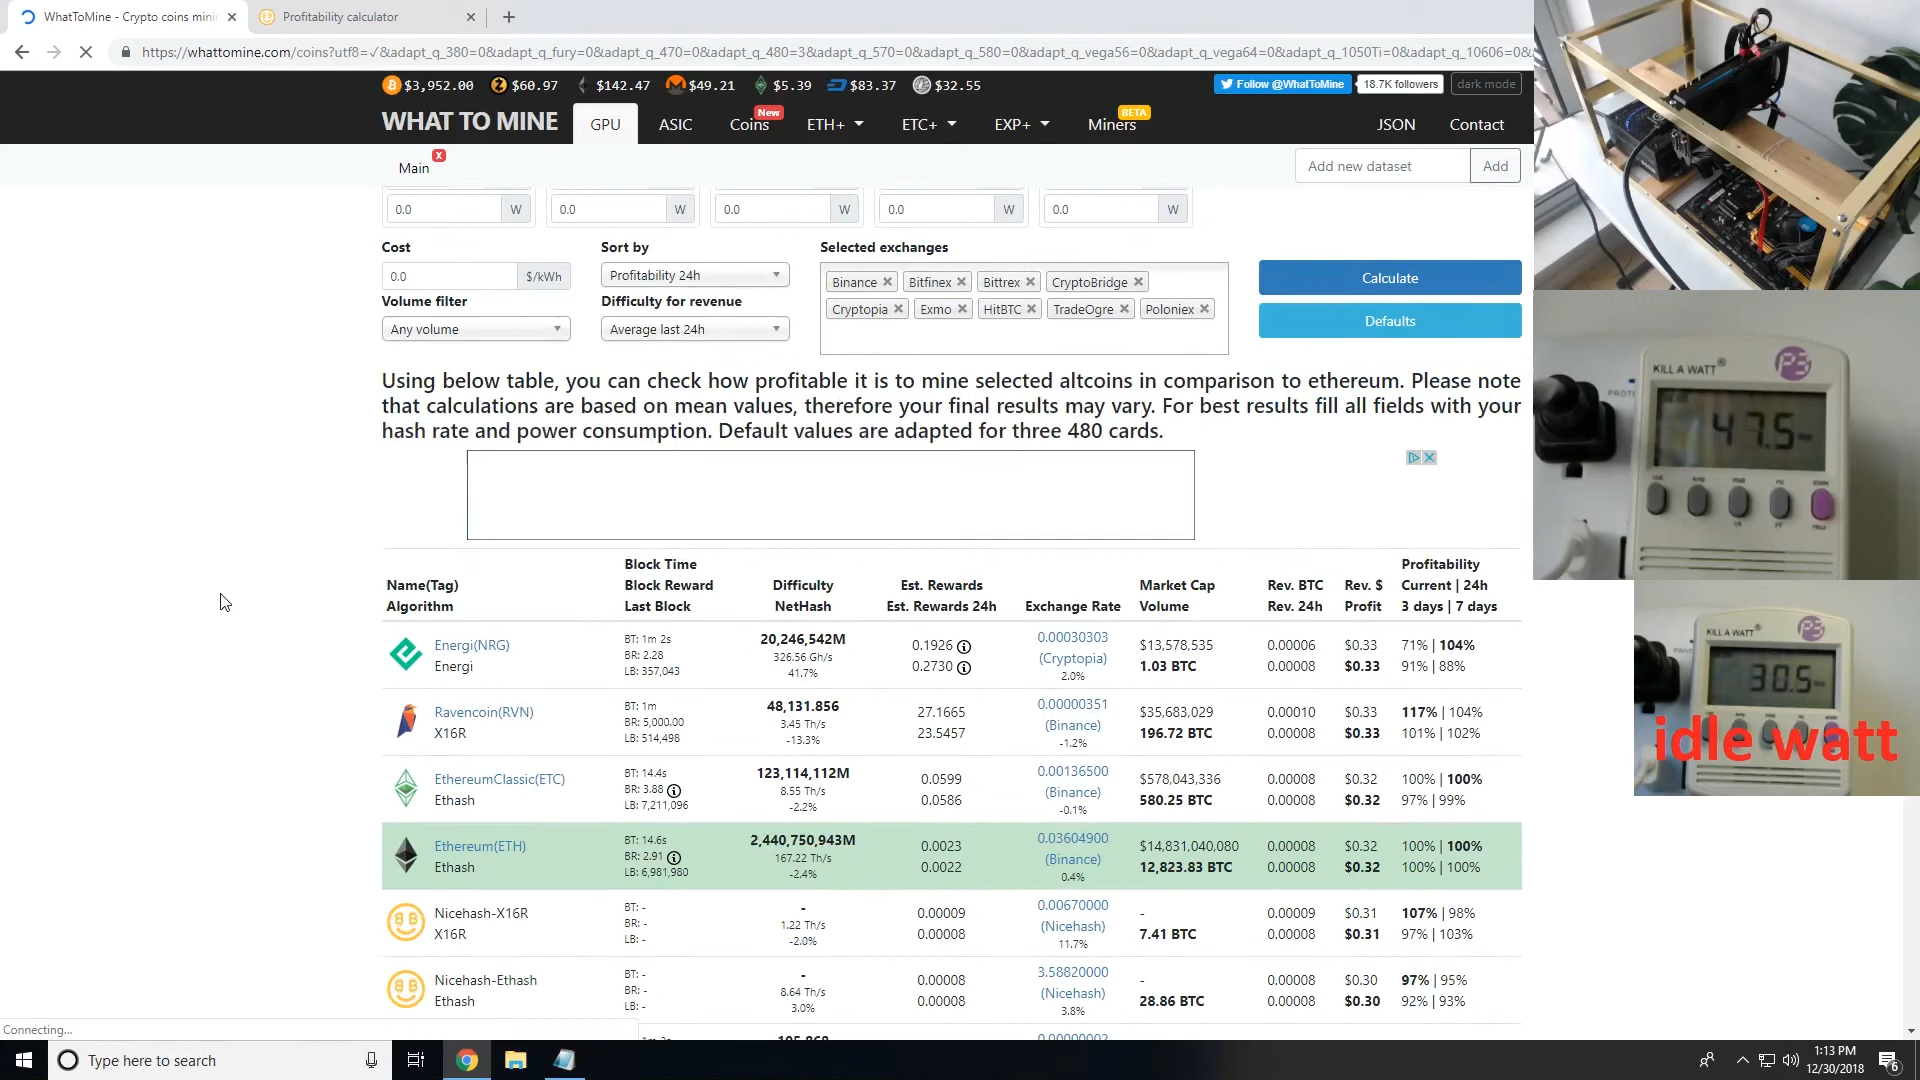 WhatToMine - Crypto coins mini
Profitability calculator
https://whattomine.com/coins?utf8=✓&adapt_q_380=0&adapt_q_fury=0&adapt_q_470=0&adapt_q_480=3&adapt_q_570=0&adapt_q_580=0&adapt_q_vega56=0&adapt_q_vega64=0&adapt_q_1050Ti=0&adapt_q_10606=0&
$3,952.00 $60.97 $142.47 $49.21 $5.39 $83.37 $32.55
Follow @WhatToMine 18.7K followers dark mode
WHAT TO MINE GPU ASIC Coins New ETH+ ETC+ EXP+ Miners BETA JSON Contact
Main x Add new dataset Add
0.0 W 0.0 W 0.0 W 0.0 W 0.0 W
Cost Sort by Selected exchanges
0.0 $/kWh Profitability 24h
Binance Bitfinex Bittrex CryptoBridge
Calculate
Volume filter Difficulty for revenue
Cryptopia Exmo HitBTC TradeOgre Poloniex
Any volume Average last 24h
Defaults
Using below table, you can check how profitable it is to mine selected altcoins in comparison to ethereum. Please note
that calculations are based on mean values, therefore your final results may vary. For best results fill all fields with your
hash rate and power consumption. Default values are adapted for three 480 cards.
Block Time Profitability
Name(Tag) Block Reward Difficulty Est. Rewards Market Cap Rev. BTC Rev. $ Current | 24h
Algorithm Last Block NetHash Est. Rewards 24h Exchange Rate Volume Rev. 24h Profit 3 days | 7 days
Energi(NRG) BT: 1m 2s 20,246,542M 0.1926 0.00030303 $13,578,535 0.00006 $0.33 71% | 104%
Energi BR: 2.28 326.56 Gh/s 0.2730 (Cryptopia) 1.03 BTC 0.00008 $0.33 91% | 88%
LB: 357,043 41.7% 2.0%
Ravencoin(RVN) BT: 1m 48,131.856 27.1665 0.00000351 $35,683,029 0.00010 $0.33 117% | 104%
X16R BR: 5,000.00 3.45 Th/s 23.5457 (Binance) 196.72 BTC 0.00008 $0.33 101% | 102%
LB: 514,498 -13.3% -1.2%
EthereumClassic(ETC) BT: 14.4s 123,114,112M 0.0599 0.00136500 $578,043,336 0.00008 $0.32 100% | 100%
Ethash BR: 3.88 8.55 Th/s 0.0586 (Binance) 580.25 BTC 0.00008 $0.32 97% | 99%
LB: 7,211,096 -2.2% -0.1%
Ethereum(ETH) BT: 14.6s 2,440,750,943M 0.0023 0.03604900 $14,831,040,080 0.00008 $0.32 100% | 100%
Ethash BR: 2.91 167.22 Th/s 0.0022 (Binance) 12,823.83 BTC 0.00008 $0.32 100% | 100%
LB: 6,981,980 -2.4% 0.4%
Nicehash-X16R BT: - - 0.00009 0.00670000 - 0.00009 $0.31 107% | 98%
X16R BR: - 1.22 Th/s 0.00008 (Nicehash) 7.41 BTC 0.00008 $0.31 97% | 103%
LB: - -2.0% 11.7%
Nicehash-Ethash BT: - - 0.00008 3.58820000 - 0.00008 $0.30 97% | 95%
Ethash BR: - 8.64 Th/s 0.00008 (Nicehash) 28.86 BTC 0.00008 $0.30 92% | 93%
LB: - 3.0% 3.8%
Connecting...
KILL A WATT®
47.5
KILL A WATT®
30.5
idle watt
Type here to search
1:13 PM
12/30/2018
6